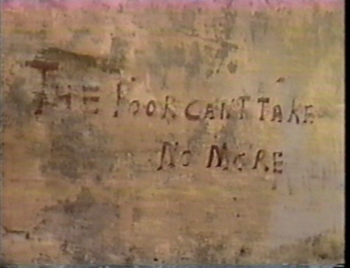 THE POOR CAN'T TAKE
NO MORE